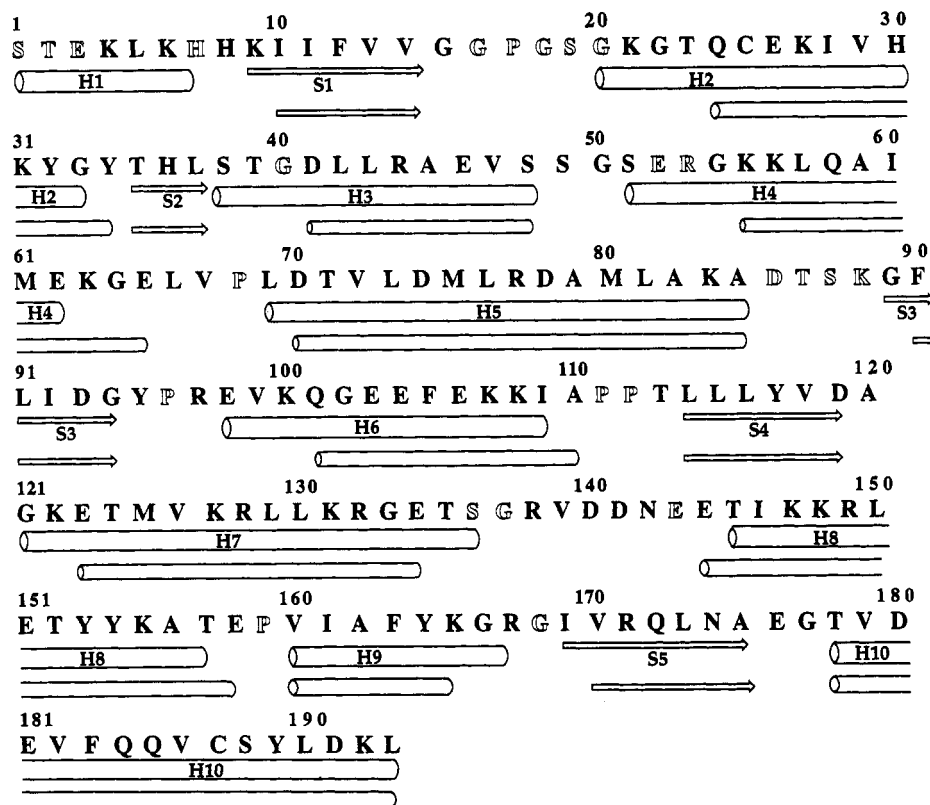 1 10 20 30
S T E K L K H H K I I F V V G G P G S G K G T Q C E K I V H
H1 S1 H2
31 40 50 60
K Y G Y T H L S T G D L L R A E V S S G S E R G K K L Q A I
H2 S2 H3 H4
61 70 80 90
M E K G E L V P L D T V L D M L R D A M L A K A D T S K G F
H4 H5 S3
91 100 110 120
L I D G Y P R E V K Q G E E F E K K I A P P T L L L Y V D A
S3 H6 S4
121 130 140 150
G K E T M V K R L L K R G E T S G R V D D N E E T I K K R L
H7 H8
151 160 170 180
E T Y Y K A T E P V I A F Y K G R G I V R Q L N A E G T V D
H8 H9 S5 H10
181 190
E V F Q Q V C S Y L D K L
H10